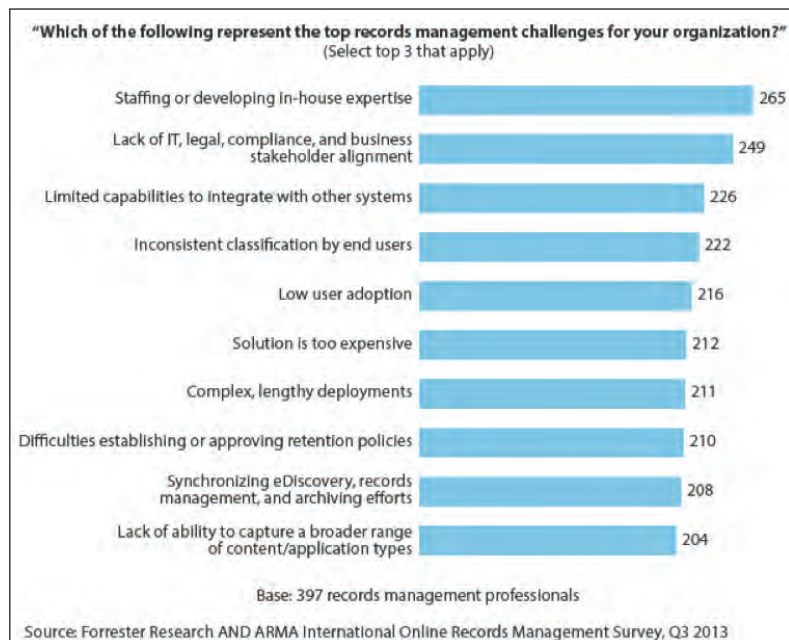 “Which of the following represent the top records management challenges for your organization?”
(Select top 3 that apply)
Staffing or developing in-house expertise
265
Lack of IT, legal, compliance, and business
stakeholder alignment
249
Limited capabilities to integrate with other systems
226
Inconsistent classification by end users
222
Low user adoption
216
Solution is too expensive
212
Complex, lengthy deployments
211
Difficulties establishing or approving retention policies
210
Synchronizing eDiscovery, records
management, and archiving efforts
208
Lack of ability to capture a broader range
of content/application types
204
Base: 397 records management professionals
Source: Forrester Research AND ARMA International Online Records Management Survey, Q3 2013